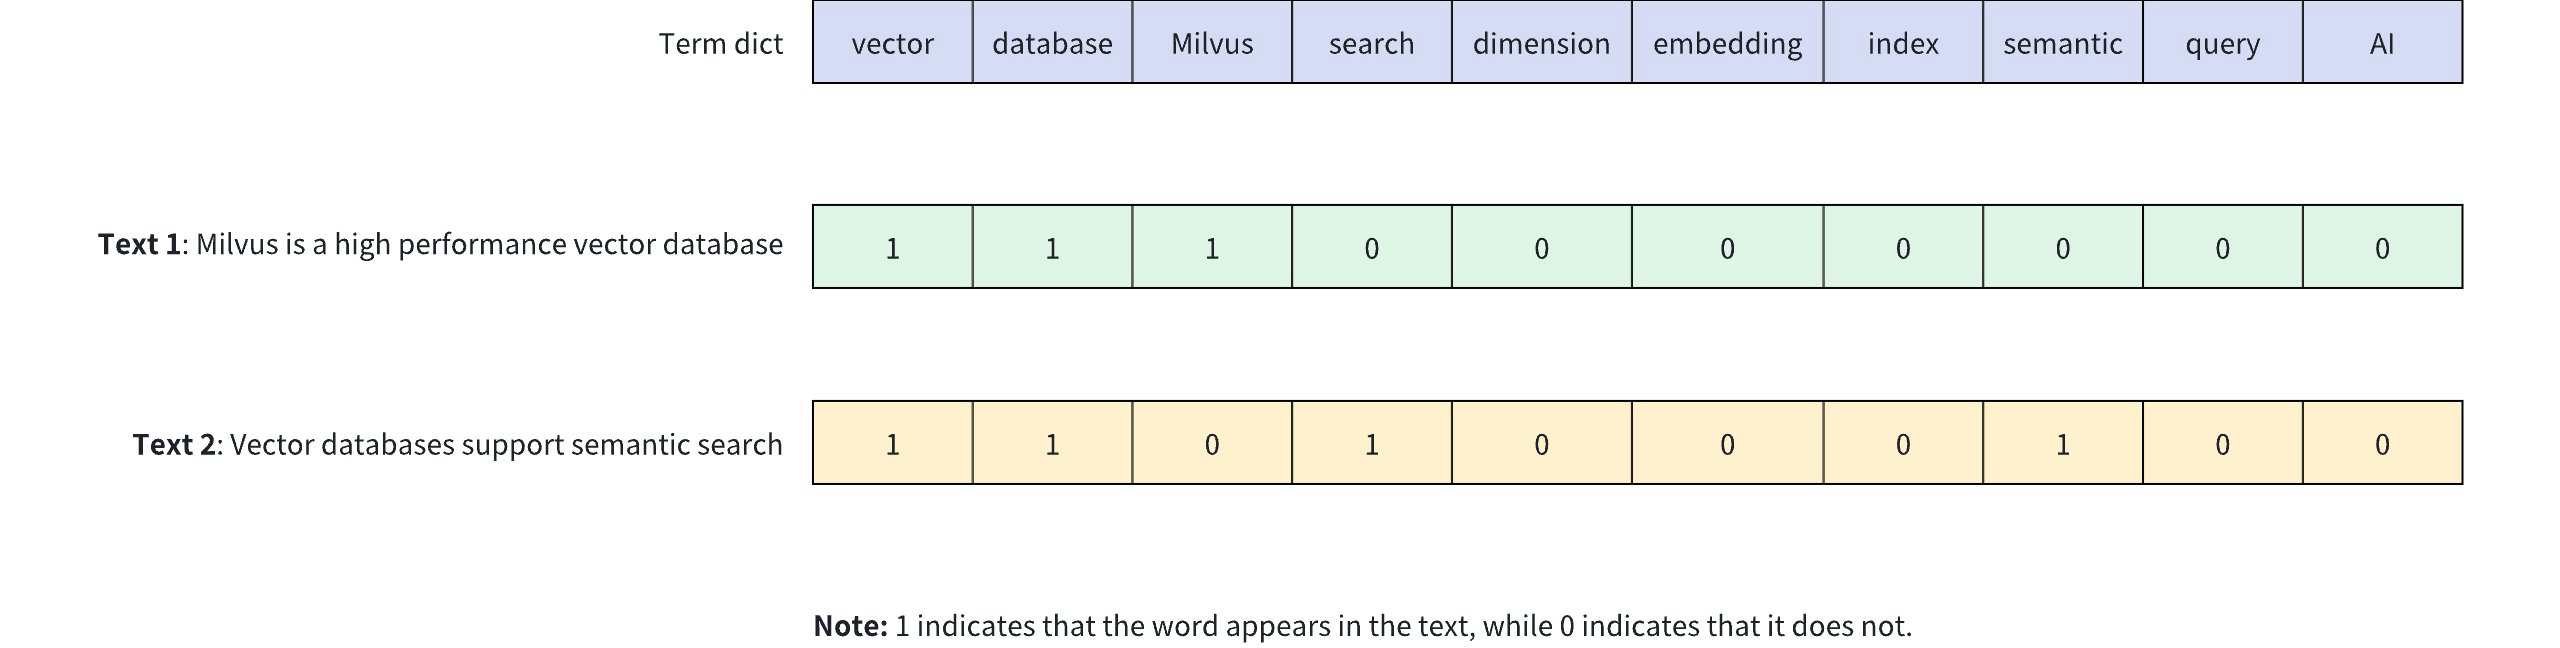 Term dict vector database Milvus search dimension embedding index semantic query AI
Text 1: Milvus is a high performance vector database 1 1 1 0 0 0 0 0 0 0
Text 2: Vector databases support semantic search 1 1 0 1 0 0 0 1 0 0
Note: 1 indicates that the word appears in the text, while 0 indicates that it does not.